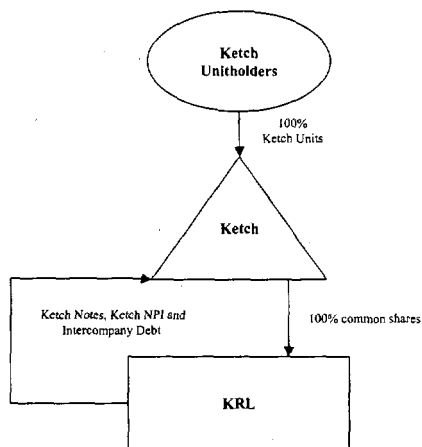 Ketch
Unitholders
100%
Ketch Units
Ketch
Ketch Notes, Ketch NPI and
Intercompany Debt
100% common shares
KRL